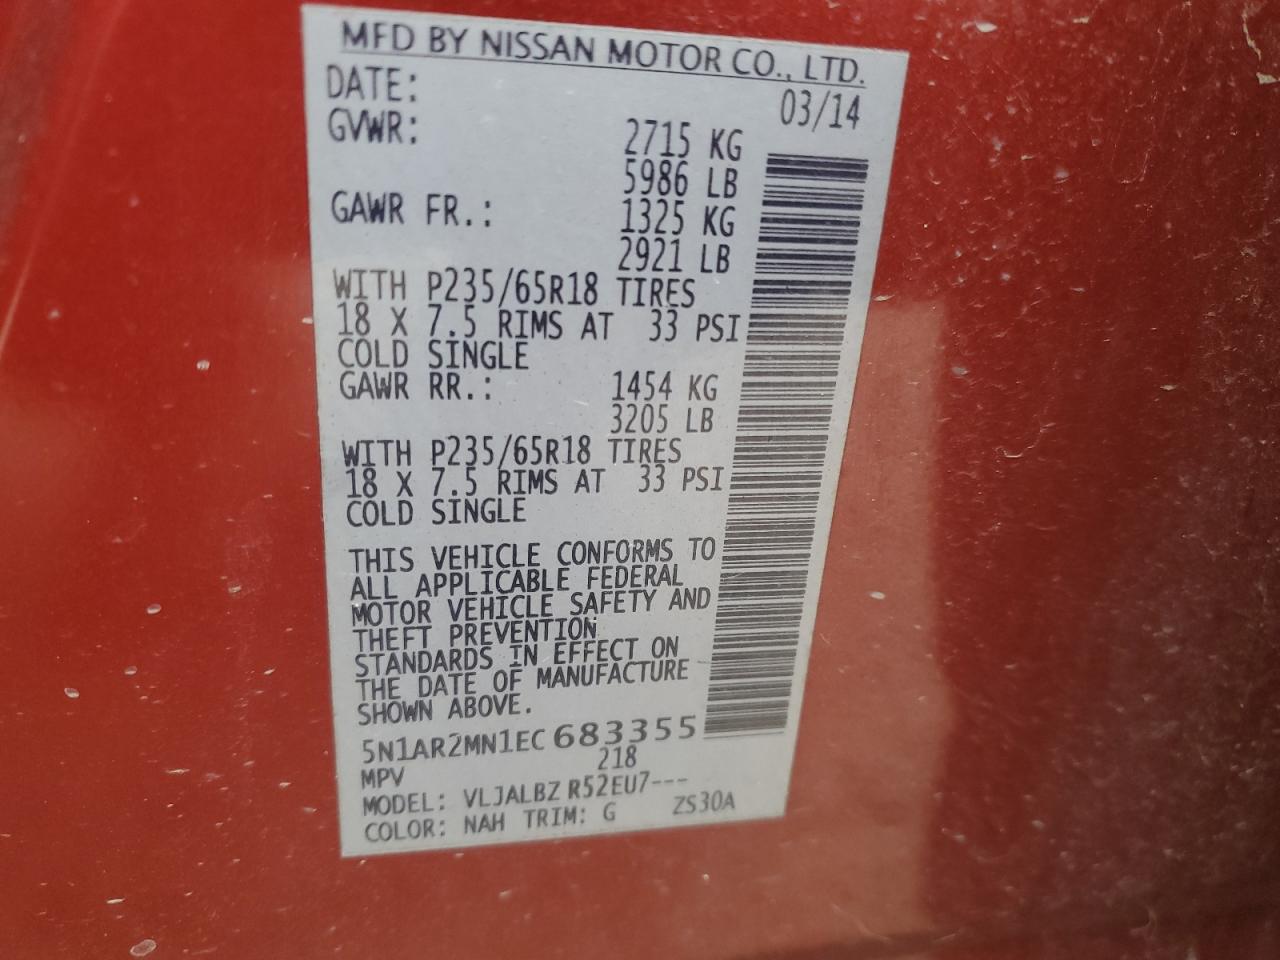 MFD BY NISSAN MOTOR CO., LTD.
DATE: 03/14
GVWR: 2715 KG
5986 LB
GAWR FR.: 1325 KG
2921 LB
WITH P235/65R18 TIRES
18 X 7.5 RIMS AT 33 PSI
COLD SINGLE
GAWR RR.: 1454 KG
3205 LB
WITH P235/65R18 TIRES
18 X 7.5 RIMS AT 33 PSI
COLD SINGLE
THIS VEHICLE CONFORMS TO
ALL APPLICABLE FEDERAL
MOTOR VEHICLE SAFETY AND
THEFT PREVENTION
STANDARDS IN EFFECT ON
THE DATE OF MANUFACTURE
SHOWN ABOVE.
5N1AR2MN1EC683355
MPV 218
MODEL: VLJALBZ R52EU7---
COLOR: NAH TRIM: G ZS30A